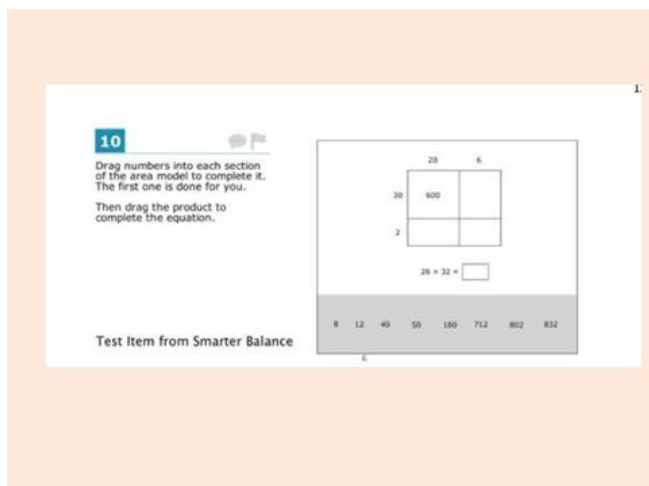 1
10
Drag numbers into each section
of the area model to complete it.
The first one is done for you.
Then drag the product to
complete the equation.
20 6
30 600
2
26 × 32 =
8 12 40 50 180 712 802 832
Test Item from Smarter Balance
6